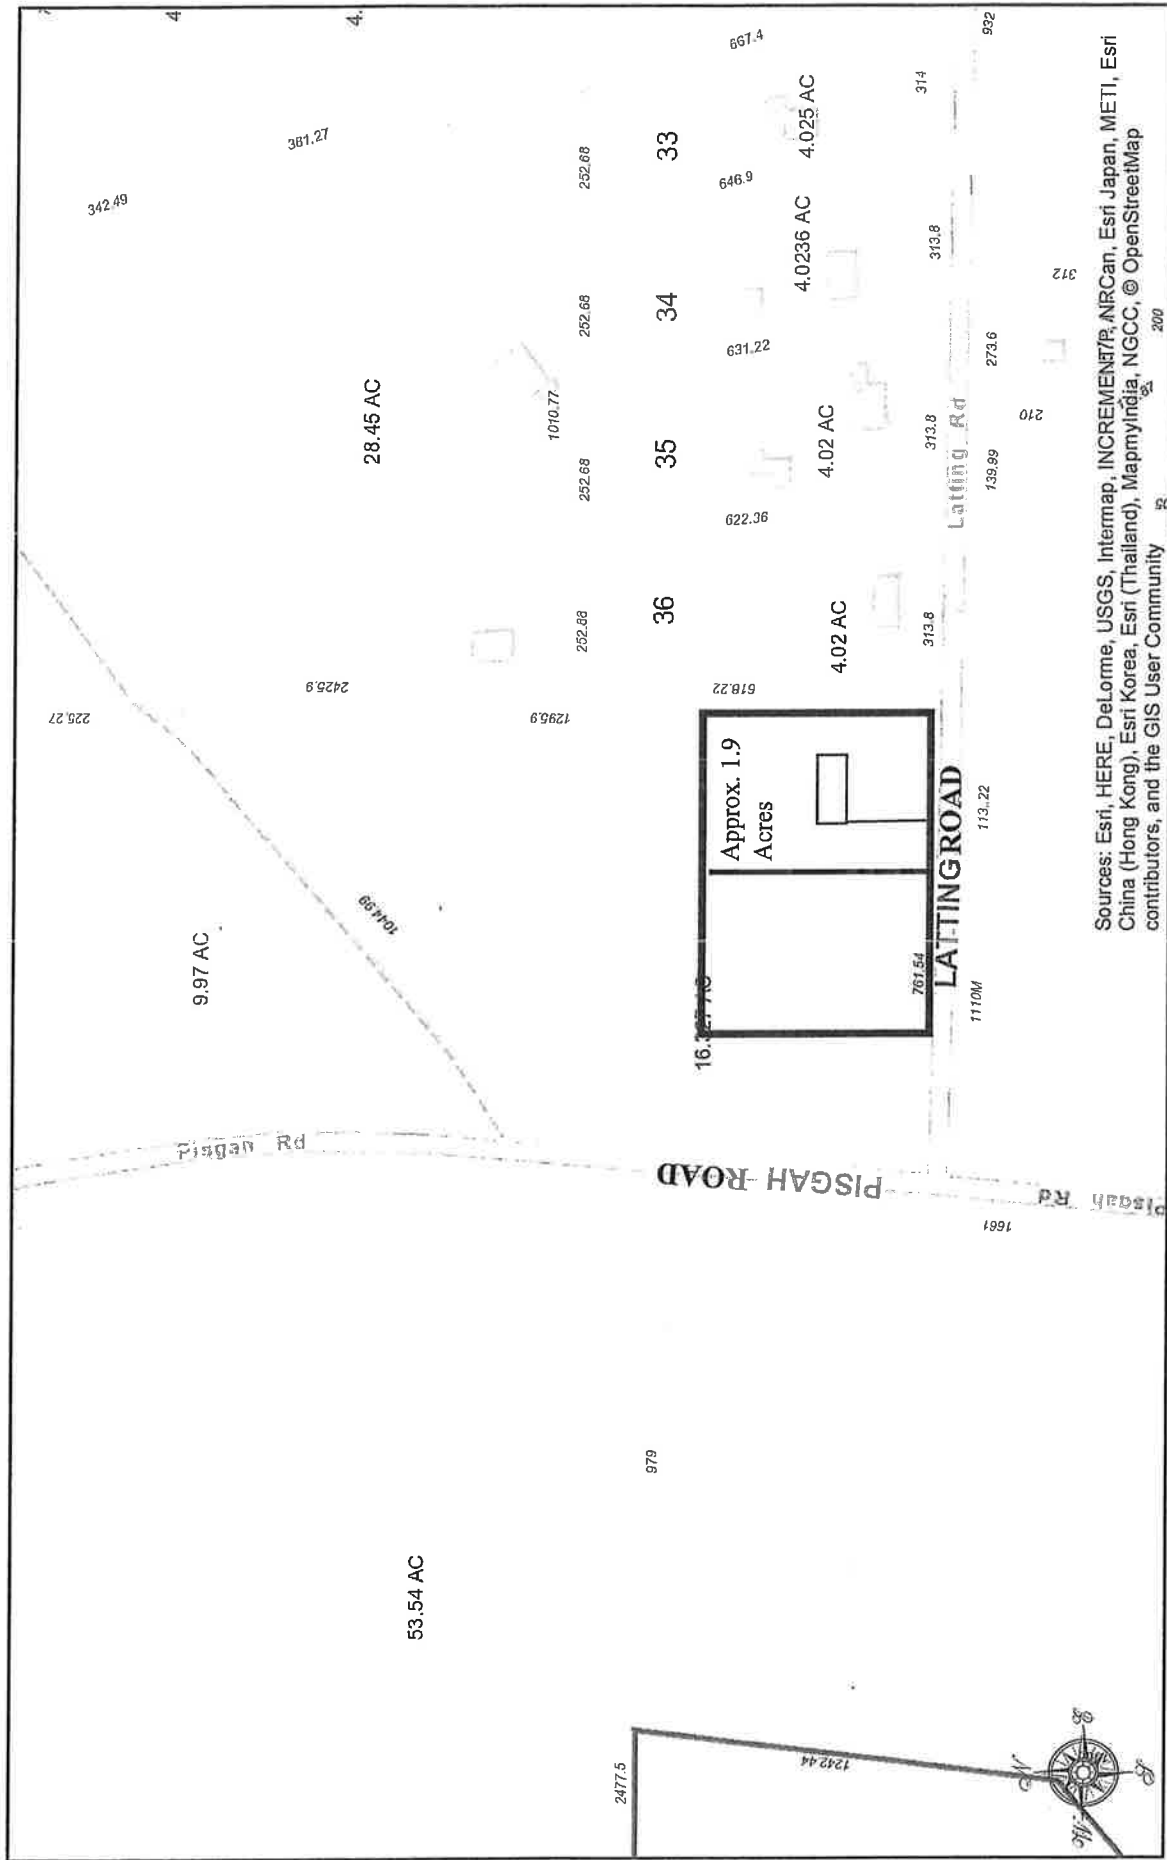 342.49
381.27
667.4
932
28.45 AC
1010.77
252.68
252.68
252.68
252.88
33
34
35
36
646.9
631.22
622.36
618.22
4.025 AC
4.0236 AC
4.02 AC
4.02 AC
314
313.8
313.8
313.8
Latting Rd
273.6
139.99
312
210
200
225.27
2425.9
1295.9
9.97 AC
1044.99
Approx. 1.9
Acres
761.54
LATTING ROAD
113.22
1110M
Pisgah Rd
PISGAH ROAD
Pisgah Rd
1661
979
53.54 AC
2477.5
1242.44
N
E
S
Sources: Esri, HERE, DeLorme, USGS, Intermap, INCREMENT P, NRCan, Esri Japan, METI, Esri
China (Hong Kong), Esri Korea, Esri (Thailand), MapmyIndia, NGCC, © OpenStreetMap
contributors, and the GIS User Community